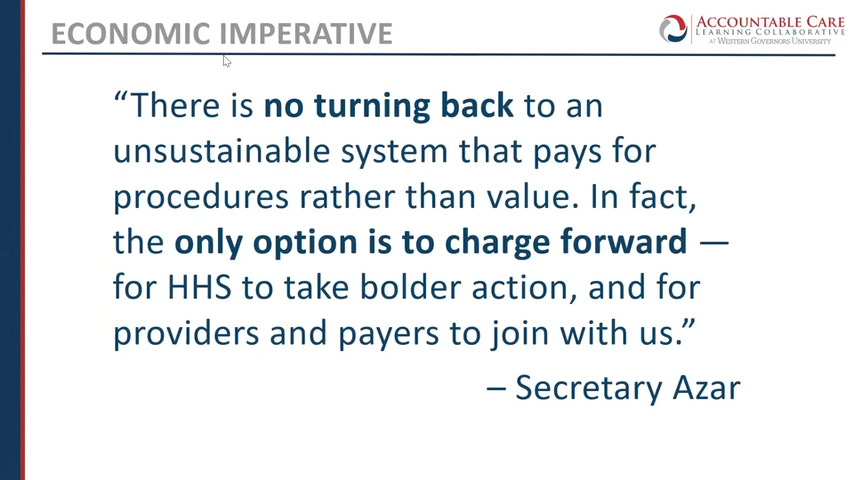 ECONOMIC IMPERATIVE
ACCOUNTABLE CARE
LEARNING COLLABORATIVE
AT WESTERN GOVERNORS UNIVERSITY
“There is no turning back to an
unsustainable system that pays for
procedures rather than value. In fact,
the only option is to charge forward —
for HHS to take bolder action, and for
providers and payers to join with us.”
– Secretary Azar